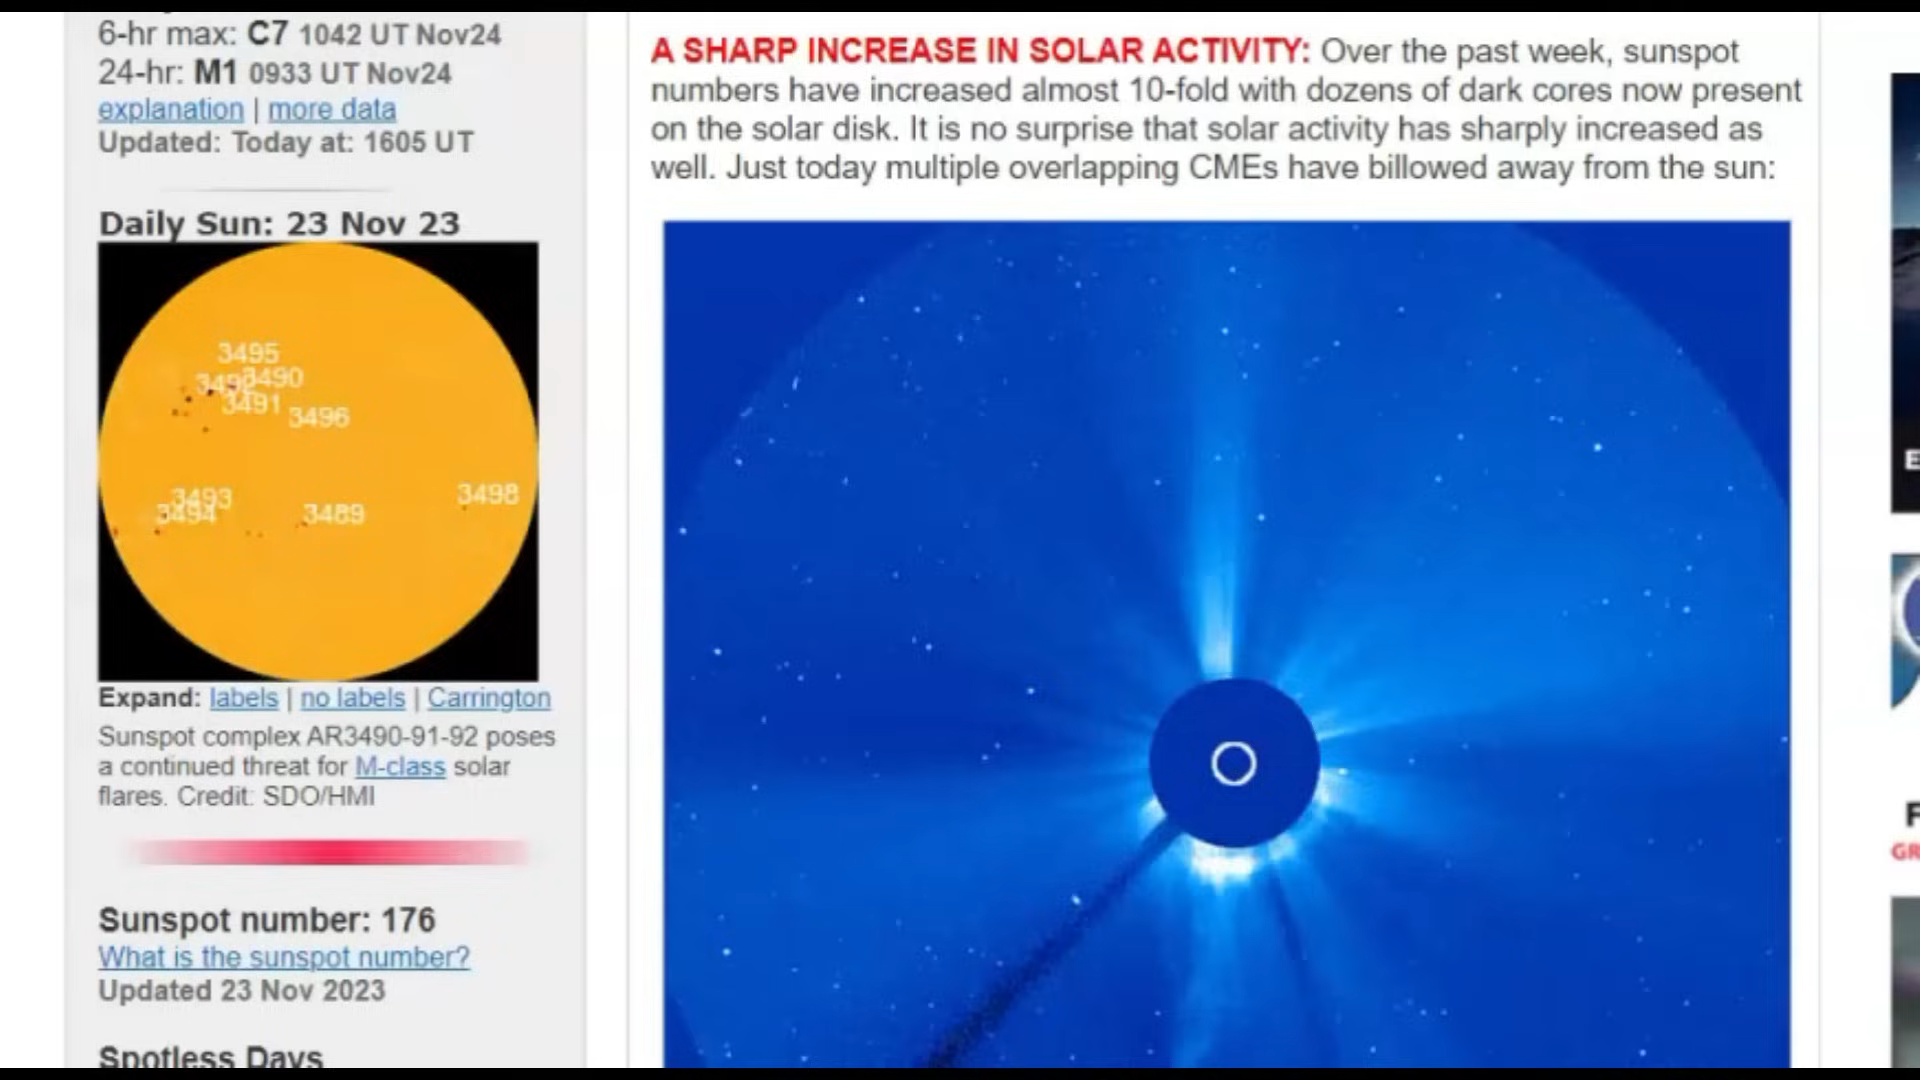 6-hr max: C7 1042 UT Nov24
24-hr: M1 0933 UT Nov24
explanation | more data
Updated: Today at: 1605 UT
Daily Sun: 23 Nov 23
3495
3490
3491
3496
3493
3494
3489
3498
Expand: labels | no labels | Carrington
Sunspot complex AR3490-91-92 poses
a continued threat for M-class solar
flares. Credit: SDO/HMI
Sunspot number: 176
What is the sunspot number?
Updated 23 Nov 2023
Spotless Days
A SHARP INCREASE IN SOLAR ACTIVITY: Over the past week, sunspot
numbers have increased almost 10-fold with dozens of dark cores now present
on the solar disk. It is no surprise that solar activity has sharply increased as
well. Just today multiple overlapping CMEs have billowed away from the sun: